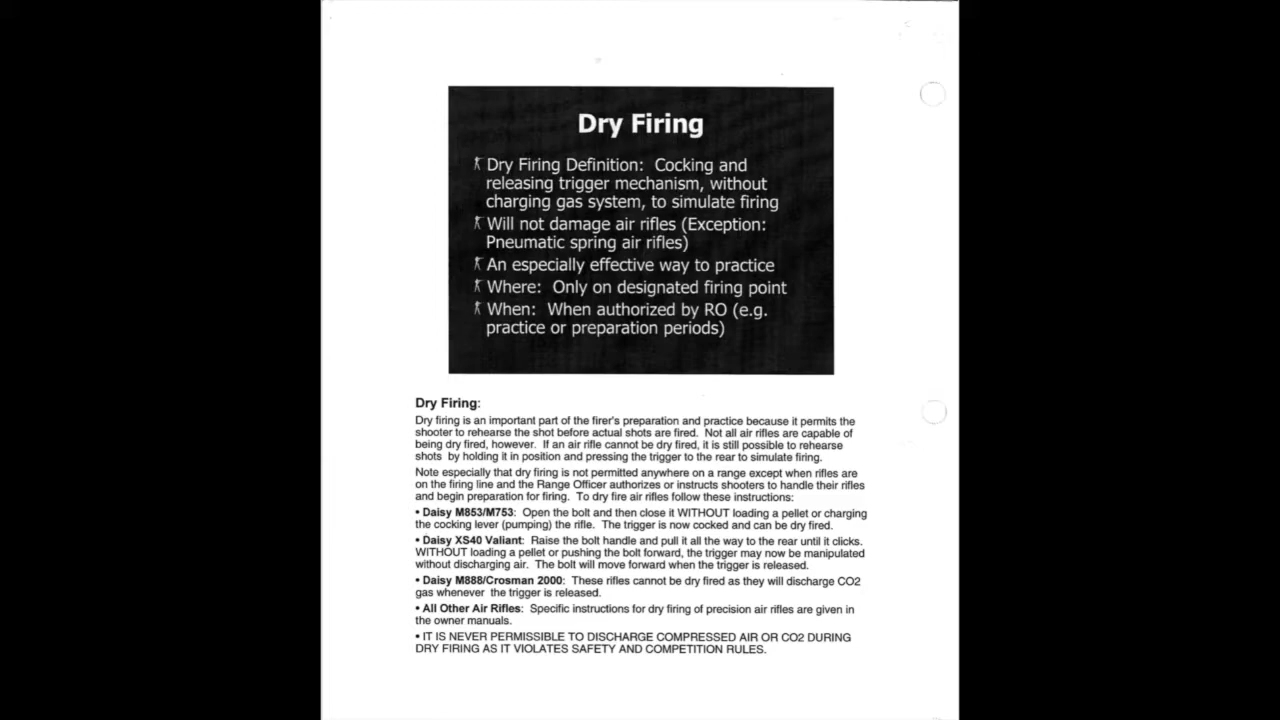 Dry Firing
Dry Firing Definition: Cocking and
releasing trigger mechanism, without
charging gas system, to simulate firing
Will not damage air rifles (Exception:
Pneumatic spring air rifles)
An especially effective way to practice
Where: Only on designated firing point
When: When authorized by RO (e.g.
practice or preparation periods)
Dry Firing:
Dry firing is an important part of the firer's preparation and practice because it permits the
shooter to rehearse the shot before actual shots are fired. Not all air rifles are capable of
being dry fired, however. If an air rifle cannot be dry fired, it is still possible to rehearse
shots by holding it in position and pressing the trigger to the rear to simulate firing.
Note especially that dry firing is not permitted anywhere on a range except when rifles are
on the firing line and the Range Officer authorizes or instructs shooters to handle their rifles
and begin preparation for firing. To dry fire air rifles follow these instructions:
• Daisy M853/M753: Open the bolt and then close it WITHOUT loading a pellet or charging
the cocking lever (pumping) the rifle. The trigger is now cocked and can be dry fired.
• Daisy XS40 Valiant: Raise the bolt handle and pull it all the way to the rear until it clicks.
WITHOUT loading a pellet or pushing the bolt forward, the trigger may now be manipulated
without discharging air. The bolt will move forward when the trigger is released.
• Daisy M888/Crosman 2000: These rifles cannot be dry fired as they will discharge CO2
gas whenever the trigger is released.
• All Other Air Rifles: Specific instructions for dry firing of precision air rifles are given in
the owner manuals.
• IT IS NEVER PERMISSIBLE TO DISCHARGE COMPRESSED AIR OR CO2 DURING
DRY FIRING AS IT VIOLATES SAFETY AND COMPETITION RULES.